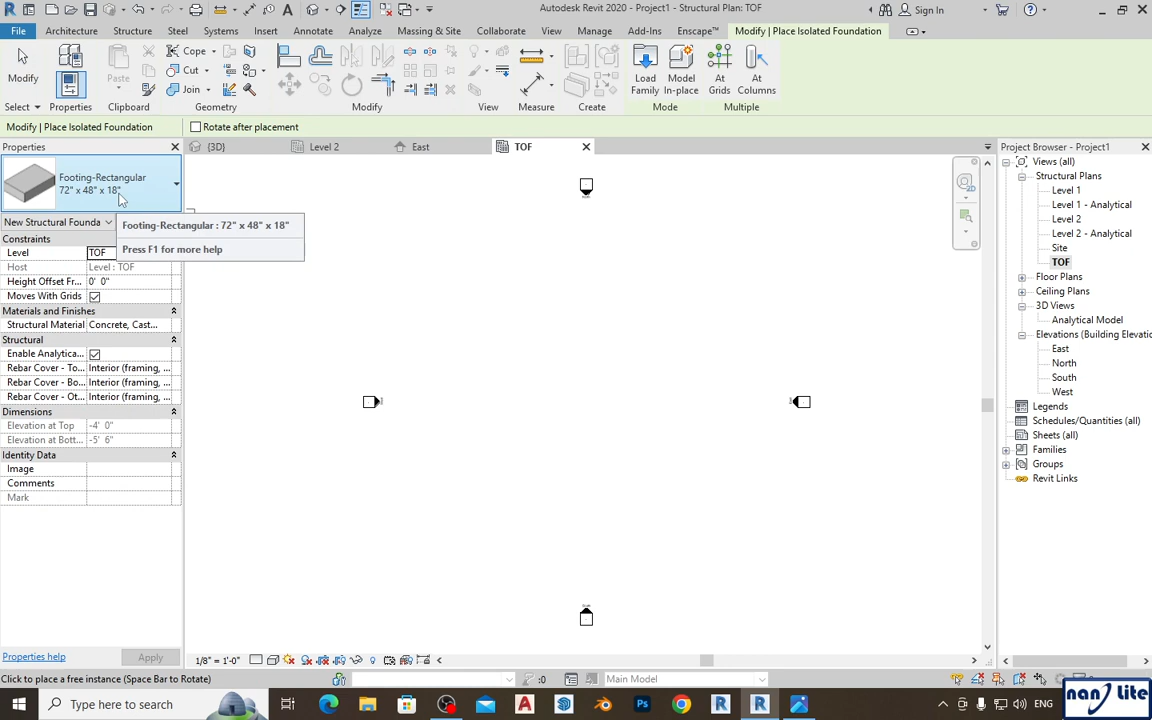 Autodesk Revit 2020 - Project1 - Structural Plan: TOF
Sign In
File Architecture Structure Steel Systems Insert Annotate Analyze Massing & Site Collaborate View Manage Add-Ins Enscape™ Modify | Place Isolated Foundation
Modify
Paste
Cope
Cut
Join
Load Family
Model In-place
At Grids
At Columns
Select Properties Clipboard Geometry Modify View Measure Create Mode Multiple
Modify | Place Isolated Foundation
Rotate after placement
Properties
{3D} Level 2 East TOF
Footing-Rectangular
72" x 48" x 18"
Footing-Rectangular : 72" x 48" x 18"
Press F1 for more help
New Structural Founda
Constraints
Level TOF
Host Level : TOF
Height Offset Fr... 0' 0"
Moves With Grids
Materials and Finishes
Structural Material Concrete, Cast...
Structural
Enable Analytica...
Rebar Cover - To... Interior (framing, ...
Rebar Cover - Bo... Interior (framing, ...
Rebar Cover - Ot... Interior (framing, ...
Dimensions
Elevation at Top -4' 0"
Elevation at Bott... -5' 6"
Identity Data
Image
Comments
Mark
Properties help
Apply
Project Browser - Project1
Views (all)
Structural Plans
Level 1
Level 1 - Analytical
Level 2
Level 2 - Analytical
Site
TOF
Floor Plans
Ceiling Plans
3D Views
Analytical Model
Elevations (Building Elevatio
East
North
South
West
Legends
Schedules/Quantities (all)
Sheets (all)
Families
Groups
Revit Links
1/8" = 1'-0"
Click to place a free instance (Space Bar to Rotate)
:0
Main Model
Type here to search
ENG
nanolite